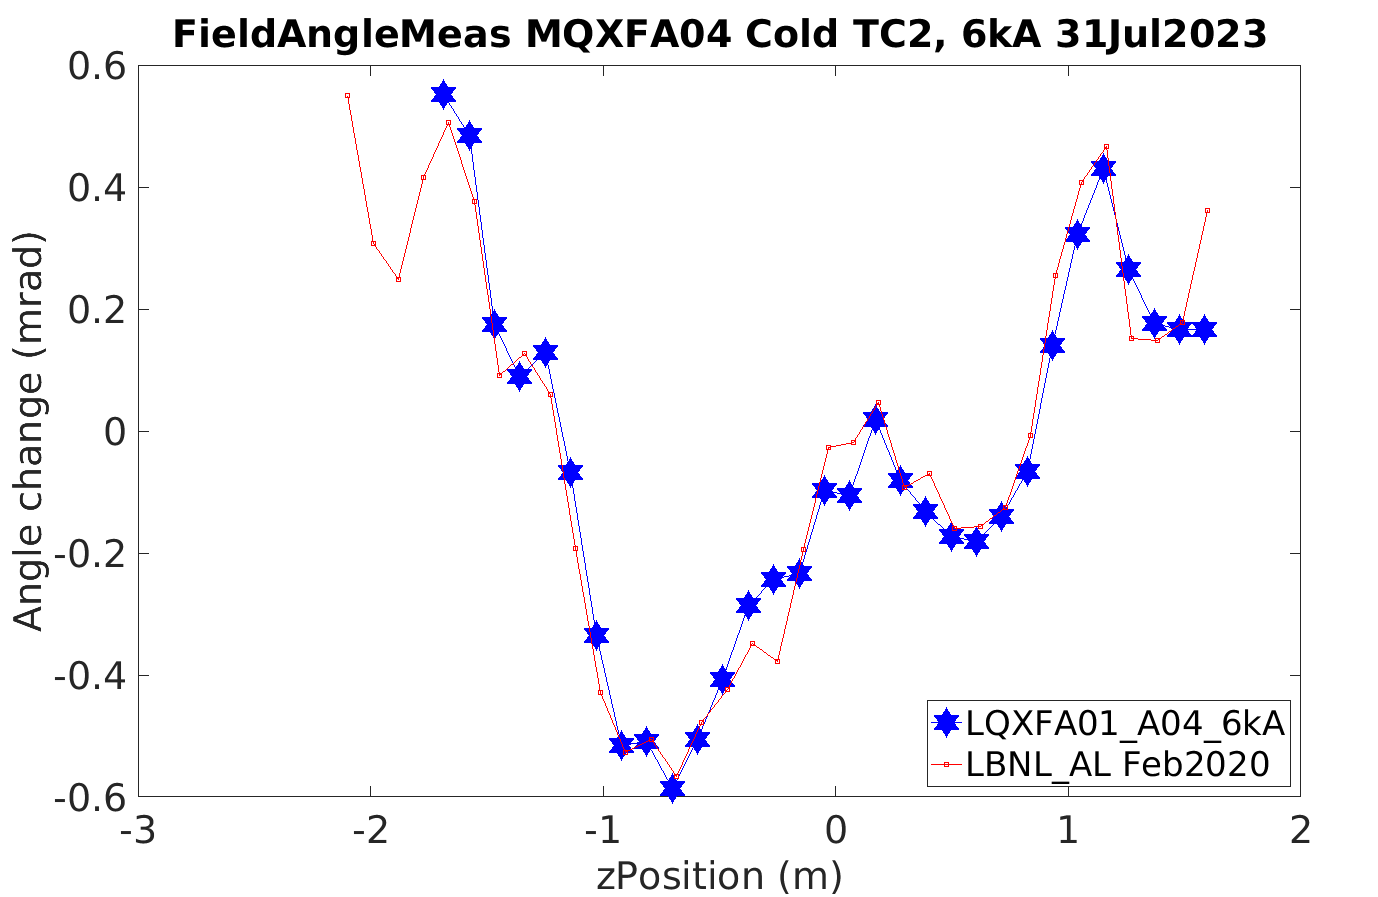 FieldAngleMeas MQXFA04 Cold TC2, 6kA 31Jul2023
0.6
0.4
0.2
0
-0.2
-0.4
-0.6
Angle change (mrad)
LQXFA01_A04_6kA
LBNL_AL Feb2020
-3 -2 -1 0 1 2
zPosition (m)